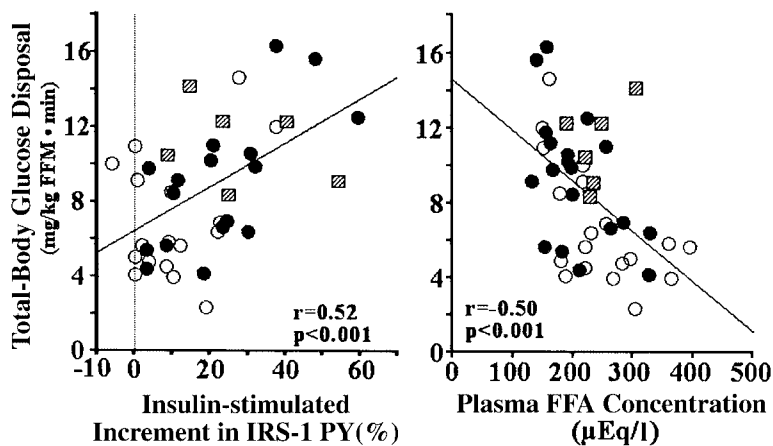 Total-Body Glucose Disposal
(mg/kg FFM • min)
16
12
8
4
0
-10
0
20
40
60
r=0.52
p<0.001
Insulin-stimulated
Increment in IRS-1 PY(%)
16
12
8
4
0
0
100
200
300
400
500
r=-0.50
p<0.001
Plasma FFA Concentration
(µEq/l)